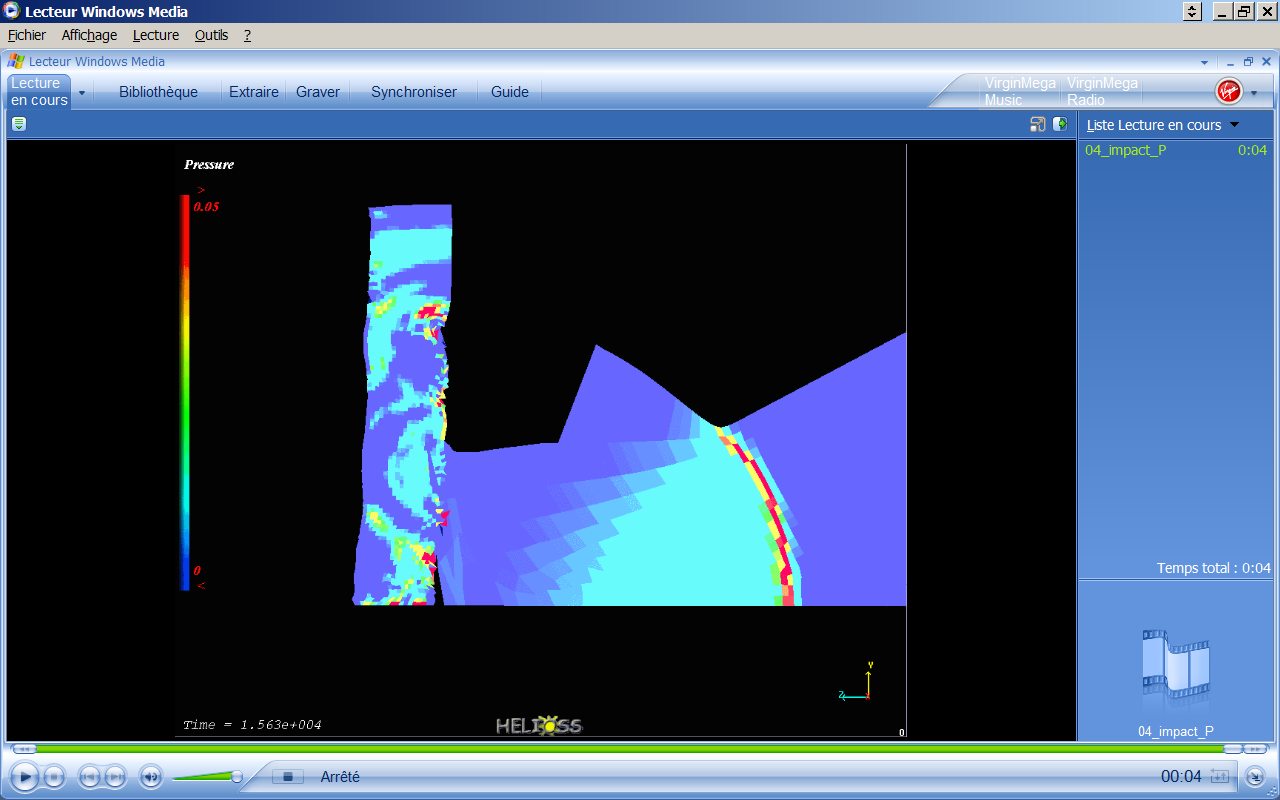 Lecteur Windows Media
Fichier Affichage Lecture Outils ?
Lecteur Windows Media
Lecture
en cours
Bibliothèque Extraire Graver Synchroniser Guide
VirginMega
Music
VirginMega
Radio
Virgin
Liste Lecture en cours
04_impact_P 0:04
Pressure
>
0.05
0
<
Y
Z
Time = 1.563e+004
HELIOSS
0
Temps total : 0:04
04_impact_P
Arrêté
00:04